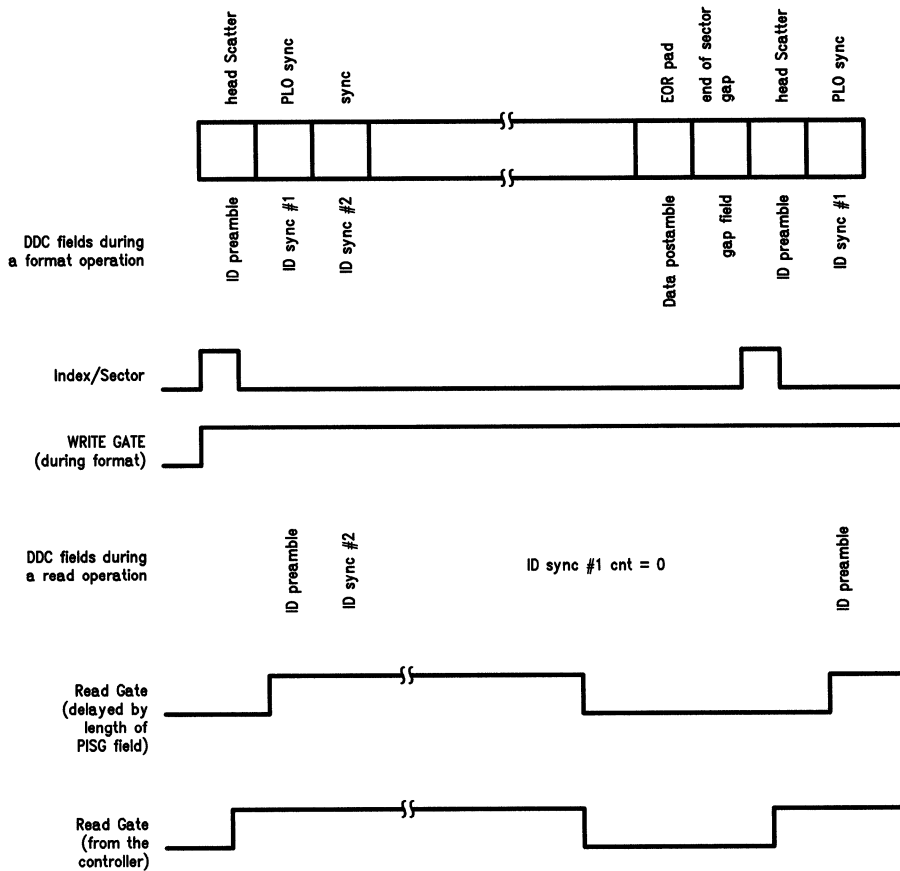 head Scatter
PLO sync
sync
EOR pad
end of sector
gap
head Scatter
PLO sync
DDC fields during
a format operation
ID preamble
ID sync #1
ID sync #2
Data postamble
gap field
ID preamble
ID sync #1
Index/Sector
WRITE GATE
(during format)
DDC fields during
a read operation
ID preamble
ID sync #2
ID sync #1 cnt = 0
ID preamble
Read Gate
(delayed by
length of
PISG field)
Read Gate
(from the
controller)